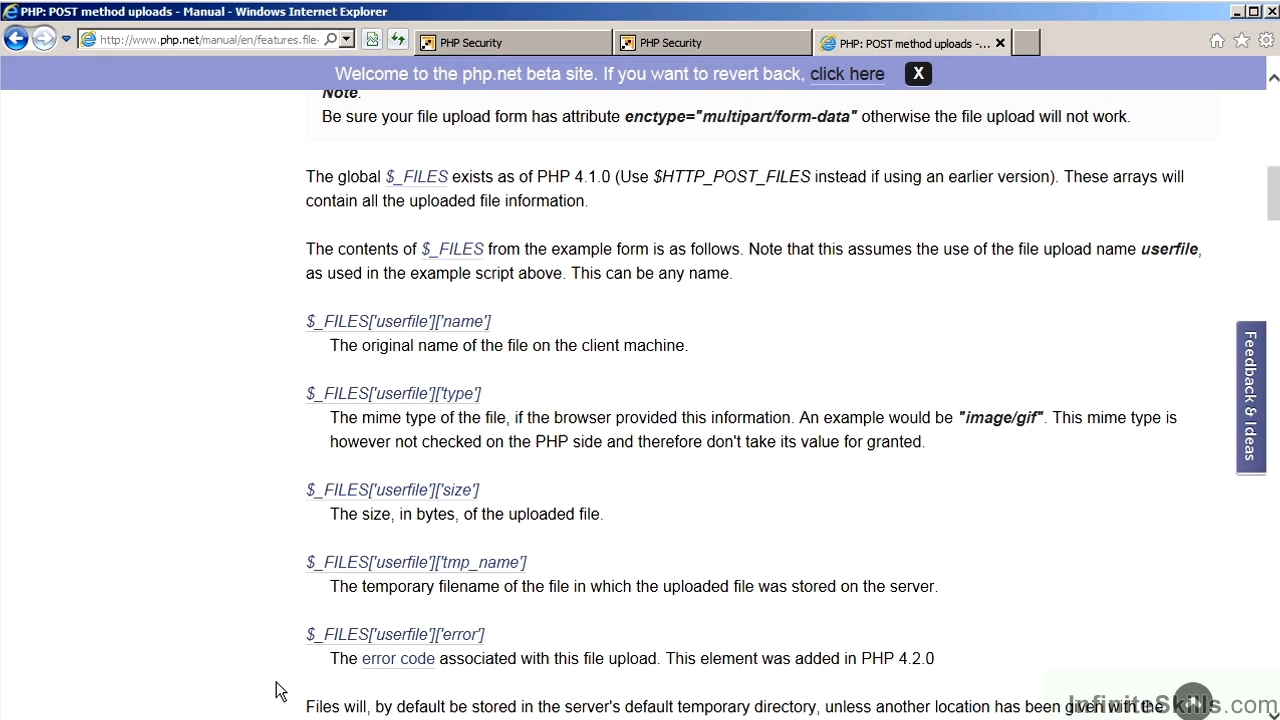 PHP: POST method uploads - Manual - Windows Internet Explorer
http://www.php.net/manual/en/features.file-
PHP Security
PHP Security
PHP: POST method uploads -...
Welcome to the php.net beta site. If you want to revert back, click here X
Note:
Be sure your file upload form has attribute enctype="multipart/form-data" otherwise the file upload will not work.
The global $_FILES exists as of PHP 4.1.0 (Use $HTTP_POST_FILES instead if using an earlier version). These arrays will
contain all the uploaded file information.
The contents of $_FILES from the example form is as follows. Note that this assumes the use of the file upload name userfile,
as used in the example script above. This can be any name.
$_FILES['userfile']['name']
The original name of the file on the client machine.
$_FILES['userfile']['type']
The mime type of the file, if the browser provided this information. An example would be "image/gif". This mime type is
however not checked on the PHP side and therefore don't take its value for granted.
Feedback & Ideas
$_FILES['userfile']['size']
The size, in bytes, of the uploaded file.
$_FILES['userfile']['tmp_name']
The temporary filename of the file in which the uploaded file was stored on the server.
$_FILES['userfile']['error']
The error code associated with this file upload. This element was added in PHP 4.2.0
Files will, by default be stored in the server's default temporary directory, unless another location has been given with the
InfiniteSkills.com